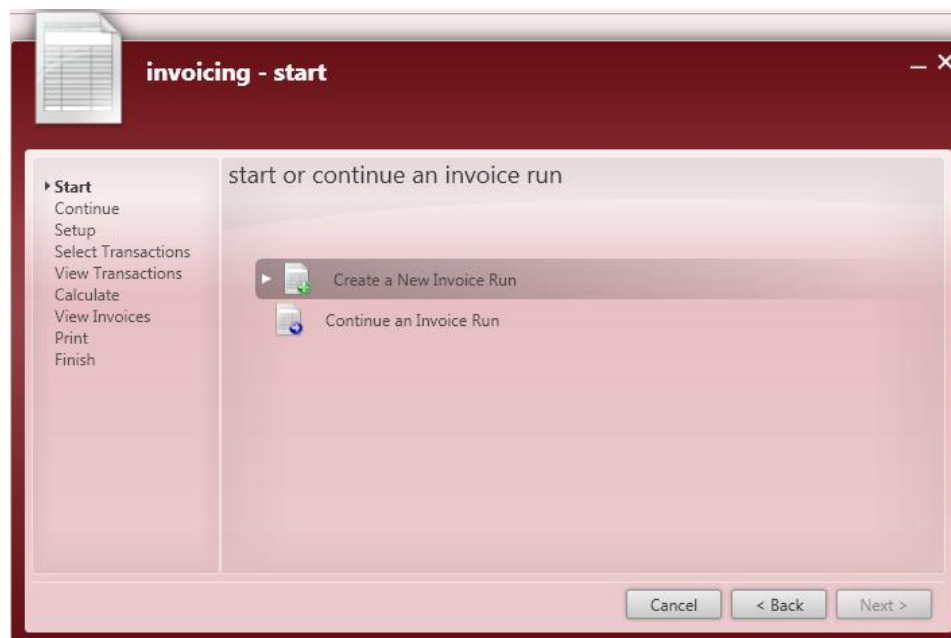 invoicing - start
start or continue an invoice run
Start
Continue
Setup
Select Transactions
View Transactions
Calculate
View Invoices
Print
Finish
Create a New Invoice Run
Continue an Invoice Run
Cancel
< Back
Next >